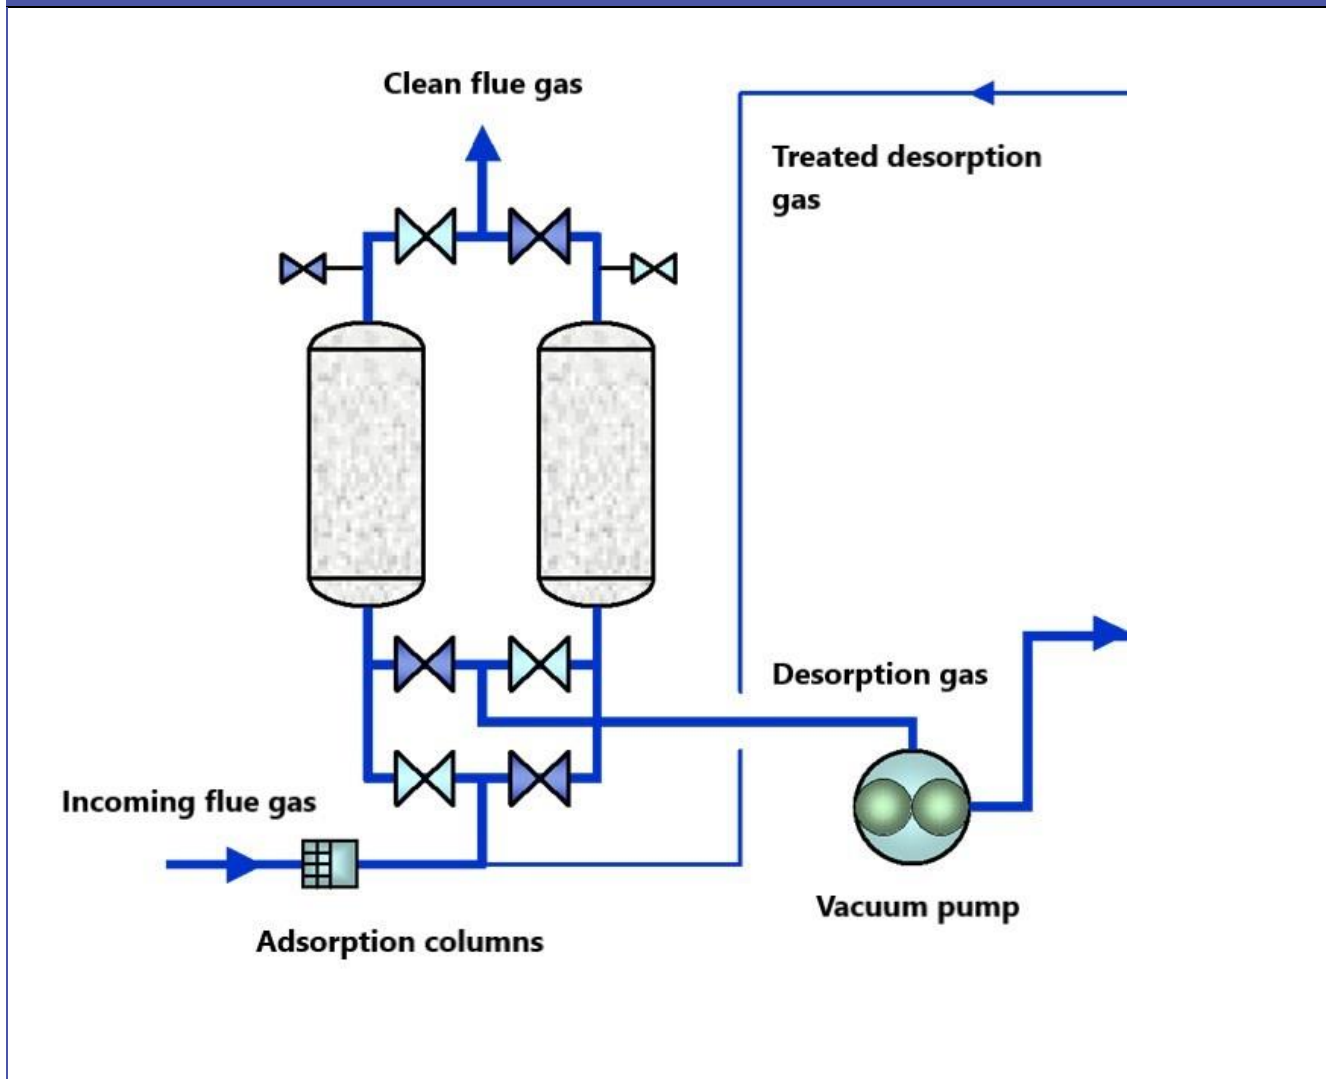 Clean flue gas
Treated desorption
gas
Desorption gas
Incoming flue gas
Vacuum pump
Adsorption columns